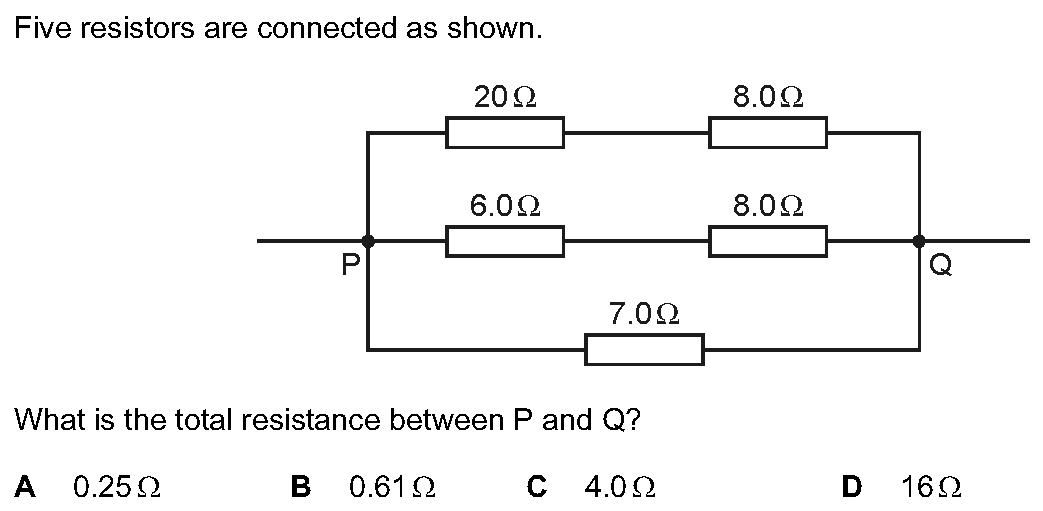 Five resistors are connected as shown.
20 Ω 8.0 Ω
6.0 Ω 8.0 Ω
P Q
7.0 Ω
What is the total resistance between P and Q?
A 0.25 Ω B 0.61 Ω C 4.0 Ω D 16 Ω